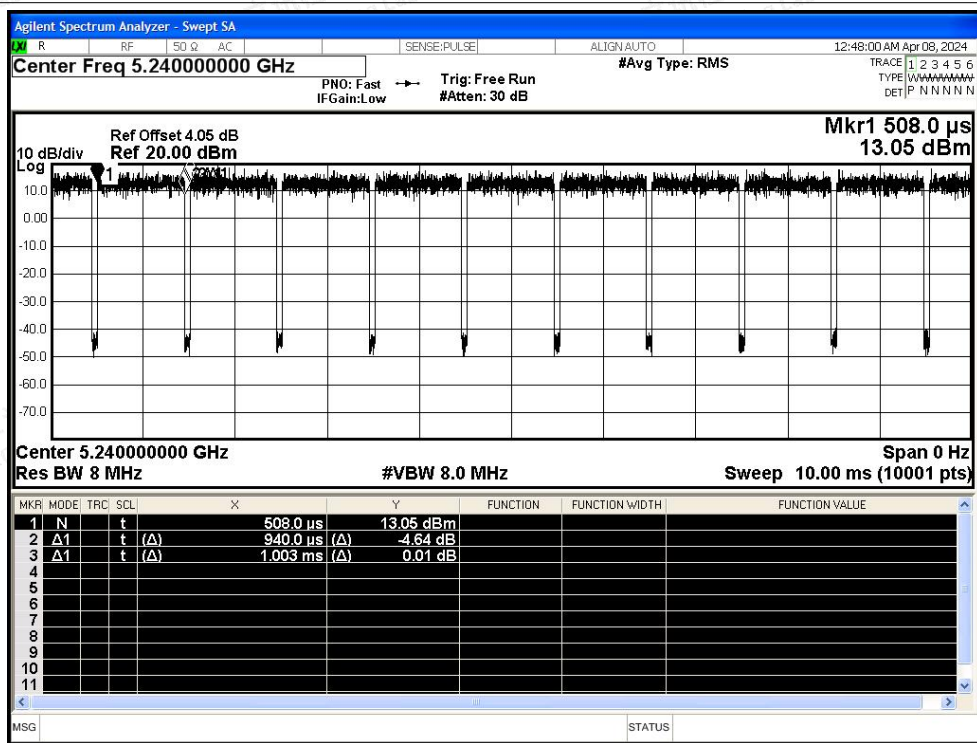 Agilent Spectrum Analyzer - Swept SA
LXI R RF 50 Ω AC SENSE:PULSE ALIGN AUTO 12:48:00 AM Apr 08, 2024
Center Freq 5.240000000 GHz #Avg Type: RMS TRACE 1 2 3 4 5 6
PNO: Fast Trig: Free Run TYPE WWWWWW
IFGain:Low #Atten: 30 dB DET P N N N N N
Mkr1 508.0 µs
Ref Offset 4.05 dB
10 dB/div Ref 20.00 dBm 13.05 dBm
Log
1
10.0
0.00
-10.0
-20.0
-30.0
-40.0
-50.0
-60.0
-70.0
Center 5.240000000 GHz Span 0 Hz
Res BW 8 MHz #VBW 8.0 MHz Sweep 10.00 ms (10001 pts)
MKR MODE TRC SCL X Y FUNCTION FUNCTION WIDTH FUNCTION VALUE
1 N t 508.0 µs 13.05 dBm
2 Δ1 t (Δ) 940.0 µs (Δ) -4.64 dB
3 Δ1 t (Δ) 1.003 ms (Δ) 0.01 dB
4
5
6
7
8
9
10
11
MSG STATUS